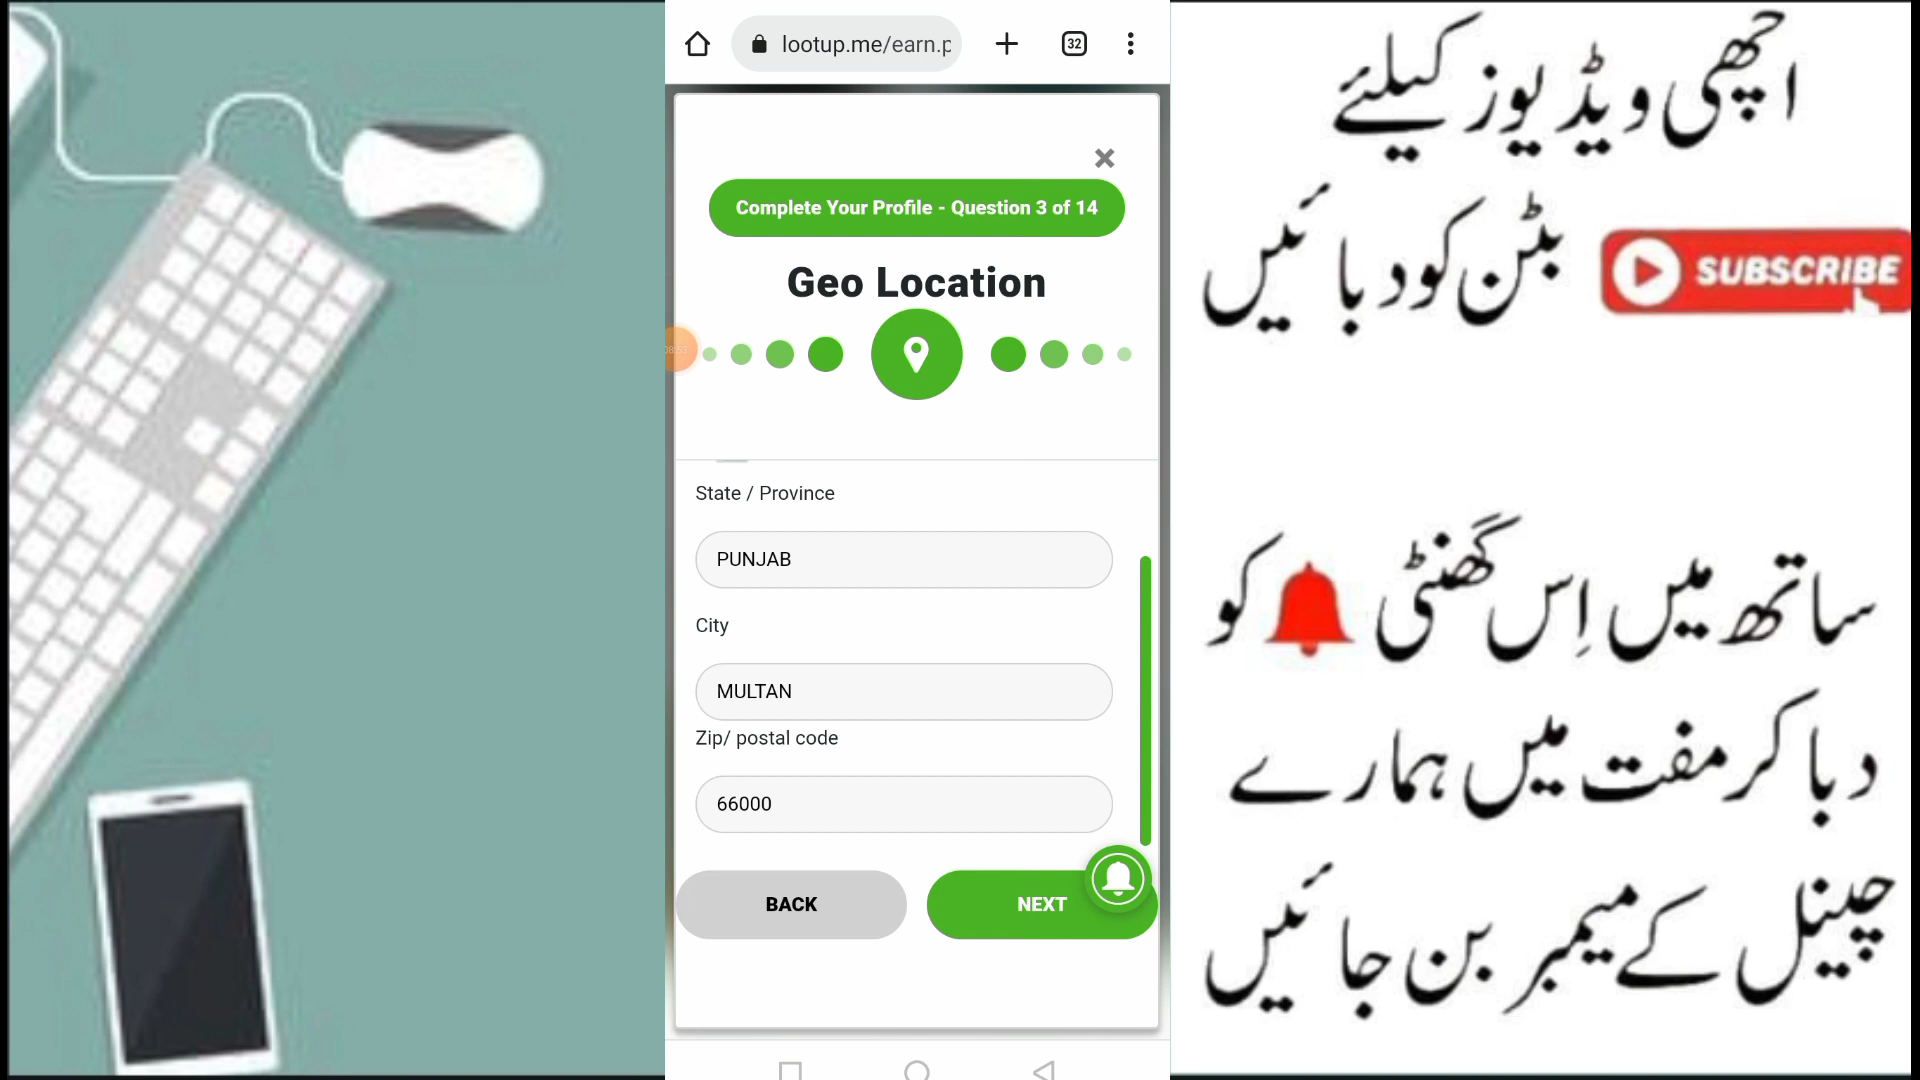 lootup.me/earn.p
32
Complete Your Profile - Question 3 of 14
Geo Location
State / Province
PUNJAB
City
MULTAN
Zip/ postal code
66000
BACK
NEXT
اچھی ویڈیوز کیلئے
بٹن کو دبائیں
SUBSCRIBE
ساتھ میں اِس گھنٹی کو
دبا کر مفت میں ہمارے
چینل کے میمبر بن جائیں